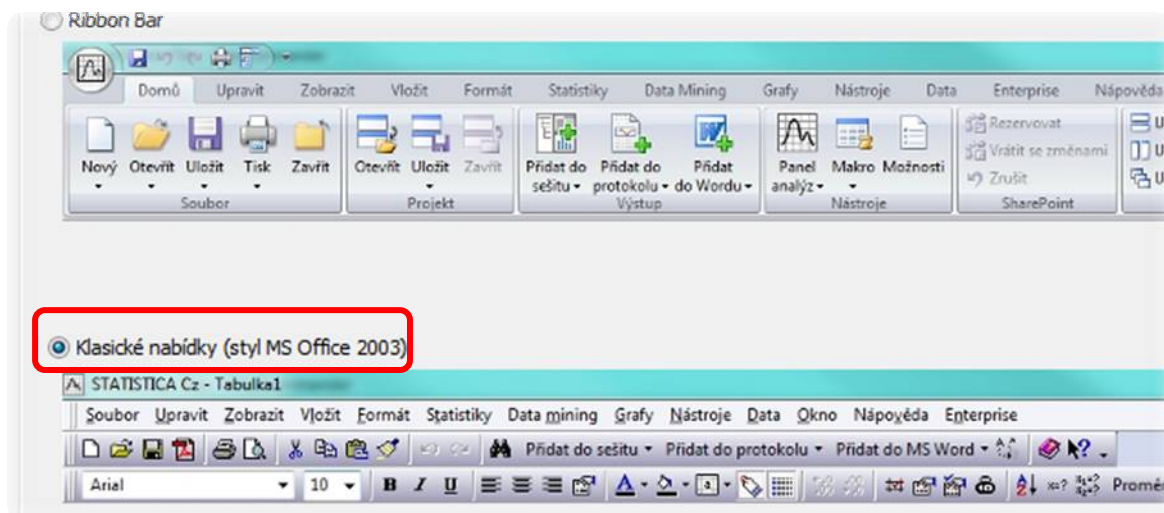 Ribbon Bar
Domů Upravit Zobrazit Vložit Formát Statistiky Data Mining Grafy Nástroje Data Enterprise Nápověda
Nový Otevřít Uložit Tisk Zavřít Otevřít Uložit Zavřít Přidat do sešitu Přidat do protokolu Přidat do Wordu Panel analýz Makro Možnosti Rezervovat
Vrátit se změnami
Zrušit
Soubor Projekt Výstup Nástroje SharePoint
Klasické nabídky (styl MS Office 2003)
STATISTICA Cz - Tabulka1
Soubor Upravit Zobrazit Vložit Formát Statistiky Data mining Grafy Nástroje Data Okno Nápověda Enterprise
Přidat do sešitu Přidat do protokolu Přidat do MS Word
Arial 10 B I U